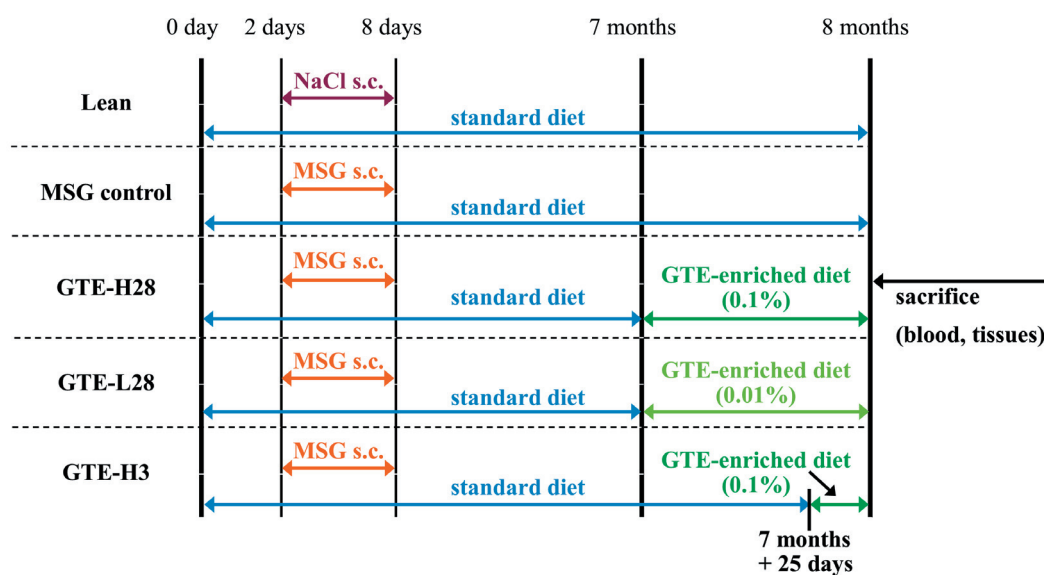 0 day 2 days 8 days 7 months 8 months
NaCl s.c.
Lean
standard diet
MSG s.c.
MSG control
standard diet
MSG s.c.
GTE-H28
GTE-enriched diet
(0.1%)
standard diet
sacrifice
(blood, tissues)
MSG s.c.
GTE-L28
GTE-enriched diet
(0.01%)
standard diet
MSG s.c.
GTE-H3
GTE-enriched diet
(0.1%)
standard diet
7 months
+ 25 days